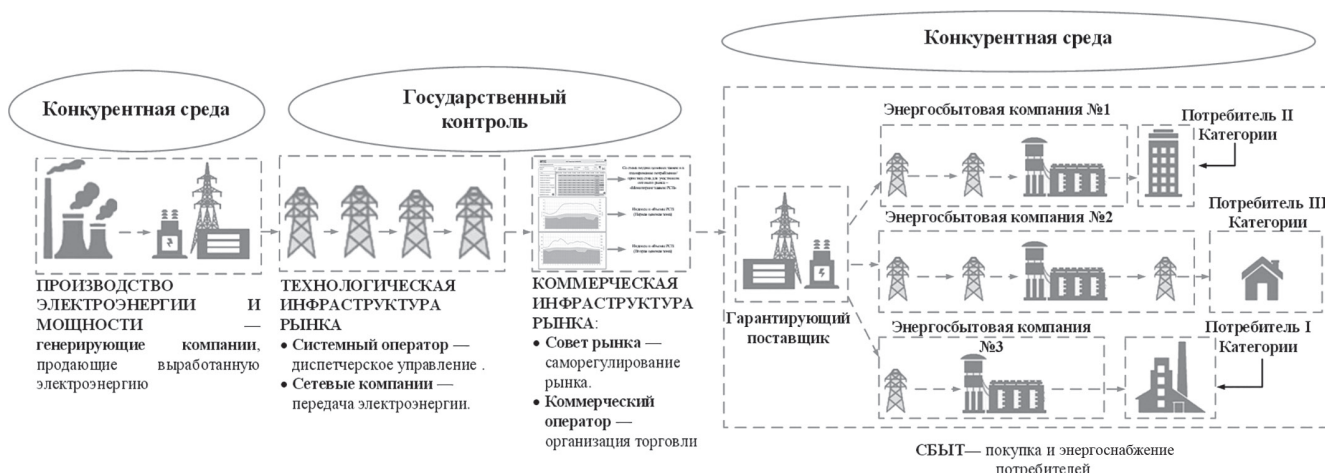 Конкурентная среда
Государственный
контроль
Конкурентная среда
ПРОИЗВОДСТВО
ЭЛЕКТРОЭНЕРГИИ И
МОЩНОСТИ —
генерирующие компании,
продающие выработанную
электроэнергию
ТЕХНОЛОГИЧЕСКАЯ
ИНФРАСТРУКТУРА
РЫНКА
• Системный оператор —
диспетчерское управление .
• Сетевые компании —
передача электроэнергии.
КОММЕРЧЕСКАЯ
ИНФРАСТРУКТУРА
РЫНКА:
• Совет рынка —
саморегулирование
рынка.
• Коммерческий
оператор —
организация торговли
Гарантирующий
поставщик
Энергосбытовая компания №1
Потребитель II
Категории
Энергосбытовая компания №2
Потребитель III
Категории
Энергосбытовая компания
№3
Потребитель I
Категории
СБЫТ— покупка и энергоснабжение
потребителей